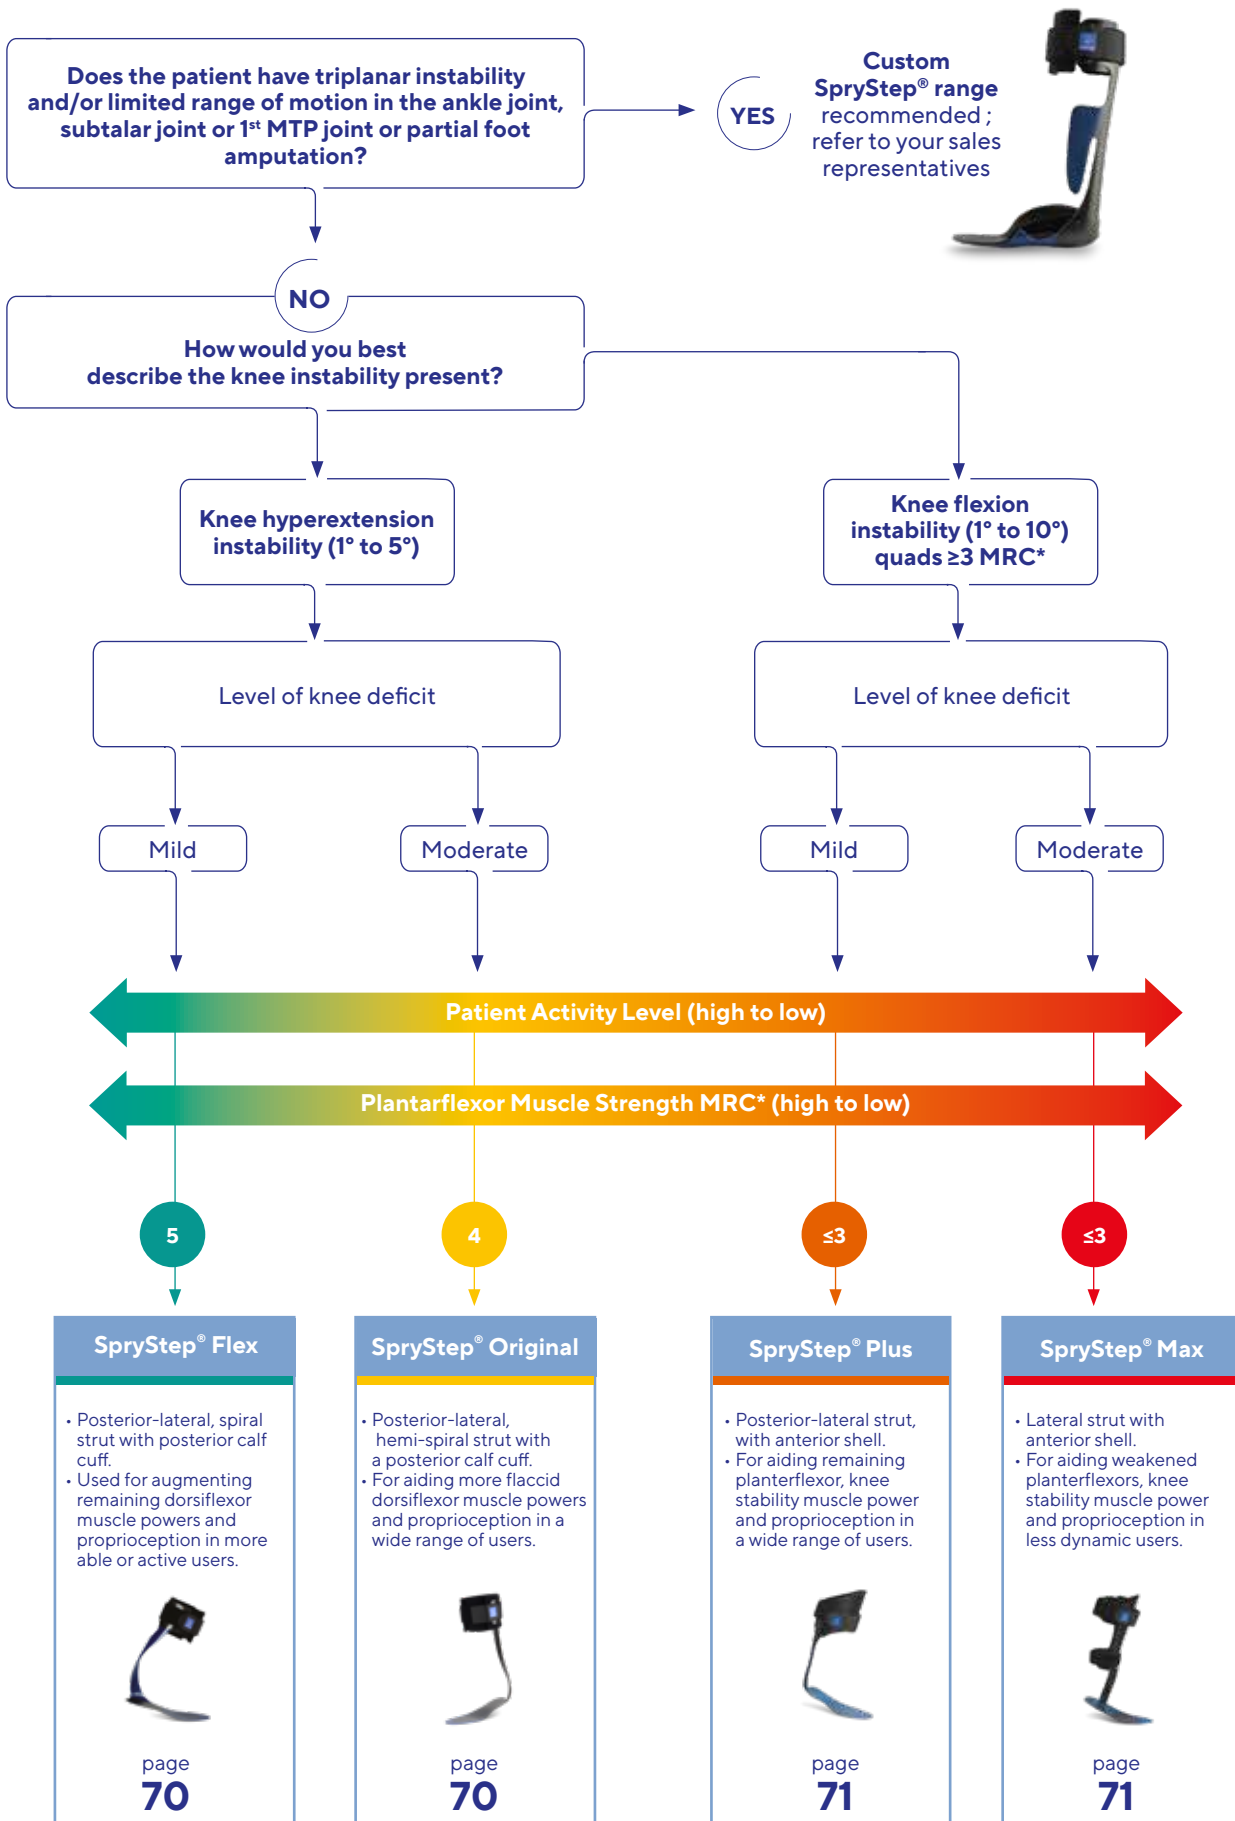 Does the patient have triplanar instability
and/or limited range of motion in the ankle joint,
subtalar joint or 1st MTP joint or partial foot
amputation?
YES
Custom
SpryStep® range
recommended ;
refer to your sales
representatives
NO
How would you best
describe the knee instability present?
Knee hyperextension
instability (1° to 5°)
Knee flexion
instability (1° to 10°)
quads ≥3 MRC*
Level of knee deficit
Level of knee deficit
Mild
Moderate
Mild
Moderate
Patient Activity Level (high to low)
Plantarflexor Muscle Strength MRC* (high to low)
5
4
≤3
≤3
SpryStep® Flex
• Posterior-lateral, spiral
strut with posterior calf
cuff.
• Used for augmenting
remaining dorsiflexor
muscle powers and
proprioception in more
able or active users.
page
70
SpryStep® Original
• Posterior-lateral,
hemi-spiral strut with
a posterior calf cuff.
• For aiding more flaccid
dorsiflexor muscle powers
and proprioception in a
wide range of users.
page
70
SpryStep® Plus
• Posterior-lateral strut,
with anterior shell.
• For aiding remaining
planterflexor, knee
stability muscle power
and proprioception in
a wide range of users.
page
71
SpryStep® Max
• Lateral strut with
anterior shell.
• For aiding weakened
planterflexors, knee
stability muscle power
and proprioception in
less dynamic users.
page
71